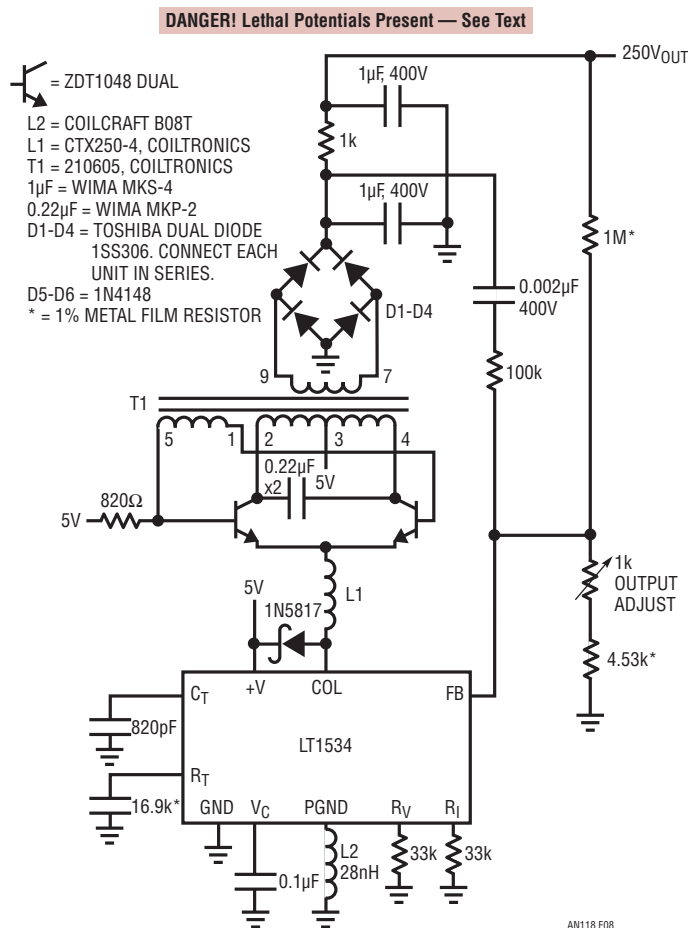 DANGER! Lethal Potentials Present — See Text
= ZDT1048 DUAL
L2 = COILCRAFT B08T
L1 = CTX250-4, COILTRONICS
T1 = 210605, COILTRONICS
1µF = WIMA MKS-4
0.22µF = WIMA MKP-2
D1-D4 = TOSHIBA DUAL DIODE
1SS306. CONNECT EACH
UNIT IN SERIES.
D5-D6 = 1N4148
* = 1% METAL FILM RESISTOR
250VOUT
1µF, 400V
1k
1µF, 400V
1M*
0.002µF
400V
D1-D4
100k
9
7
T1
5
1
2
3
4
0.22µF
x2
5V
820Ω
5V
1k
OUTPUT
ADJUST
L1
5V
1N5817
4.53k*
+V
COL
FB
CT
820pF
LT1534
RT
16.9k*
GND
VC
PGND
RV
RI
L2
28nH
33k
33k
0.1µF
AN118 F08